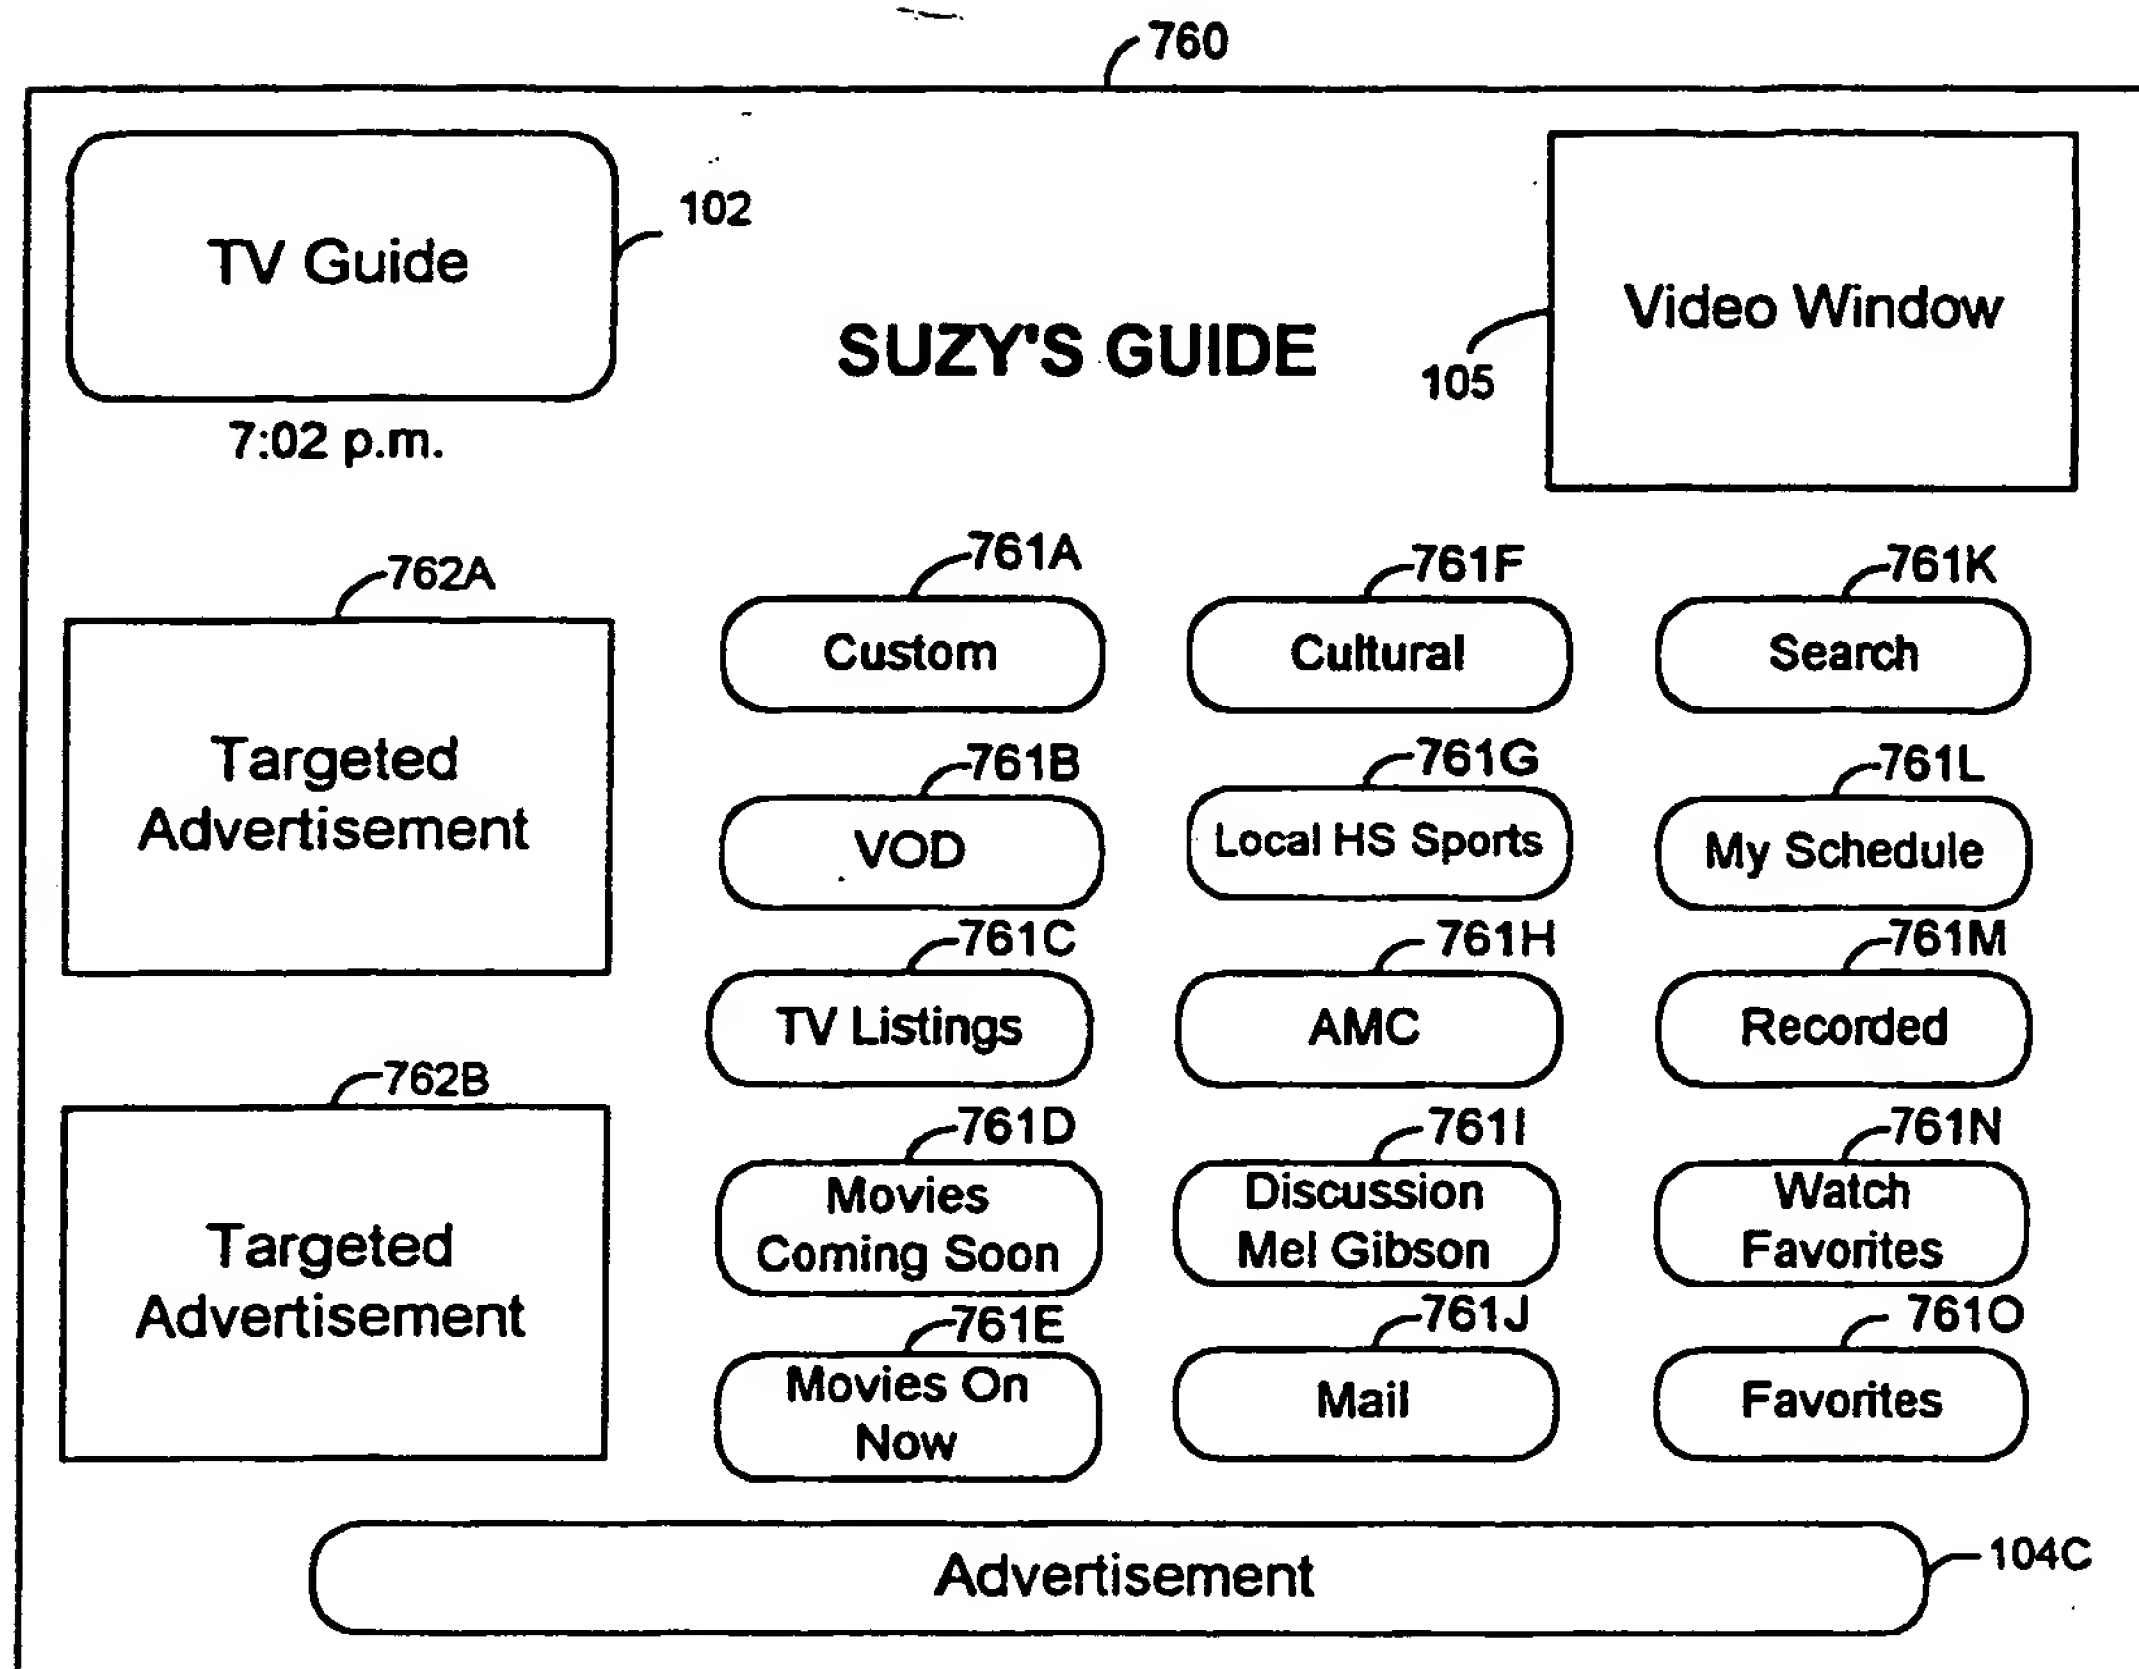 760
TV Guide
102
SUZY'S GUIDE
Video Window
105
7:02 p.m.
762A
Targeted
Advertisement
762B
Targeted
Advertisement
761A
Custom
761B
VOD
761C
TV Listings
761D
Movies
Coming Soon
761E
Movies On
Now
761F
Cultural
761G
Local HS Sports
761H
AMC
761I
Discussion
Mel Gibson
761J
Mail
761K
Search
761L
My Schedule
761M
Recorded
761N
Watch
Favorites
761O
Favorites
Advertisement
104C